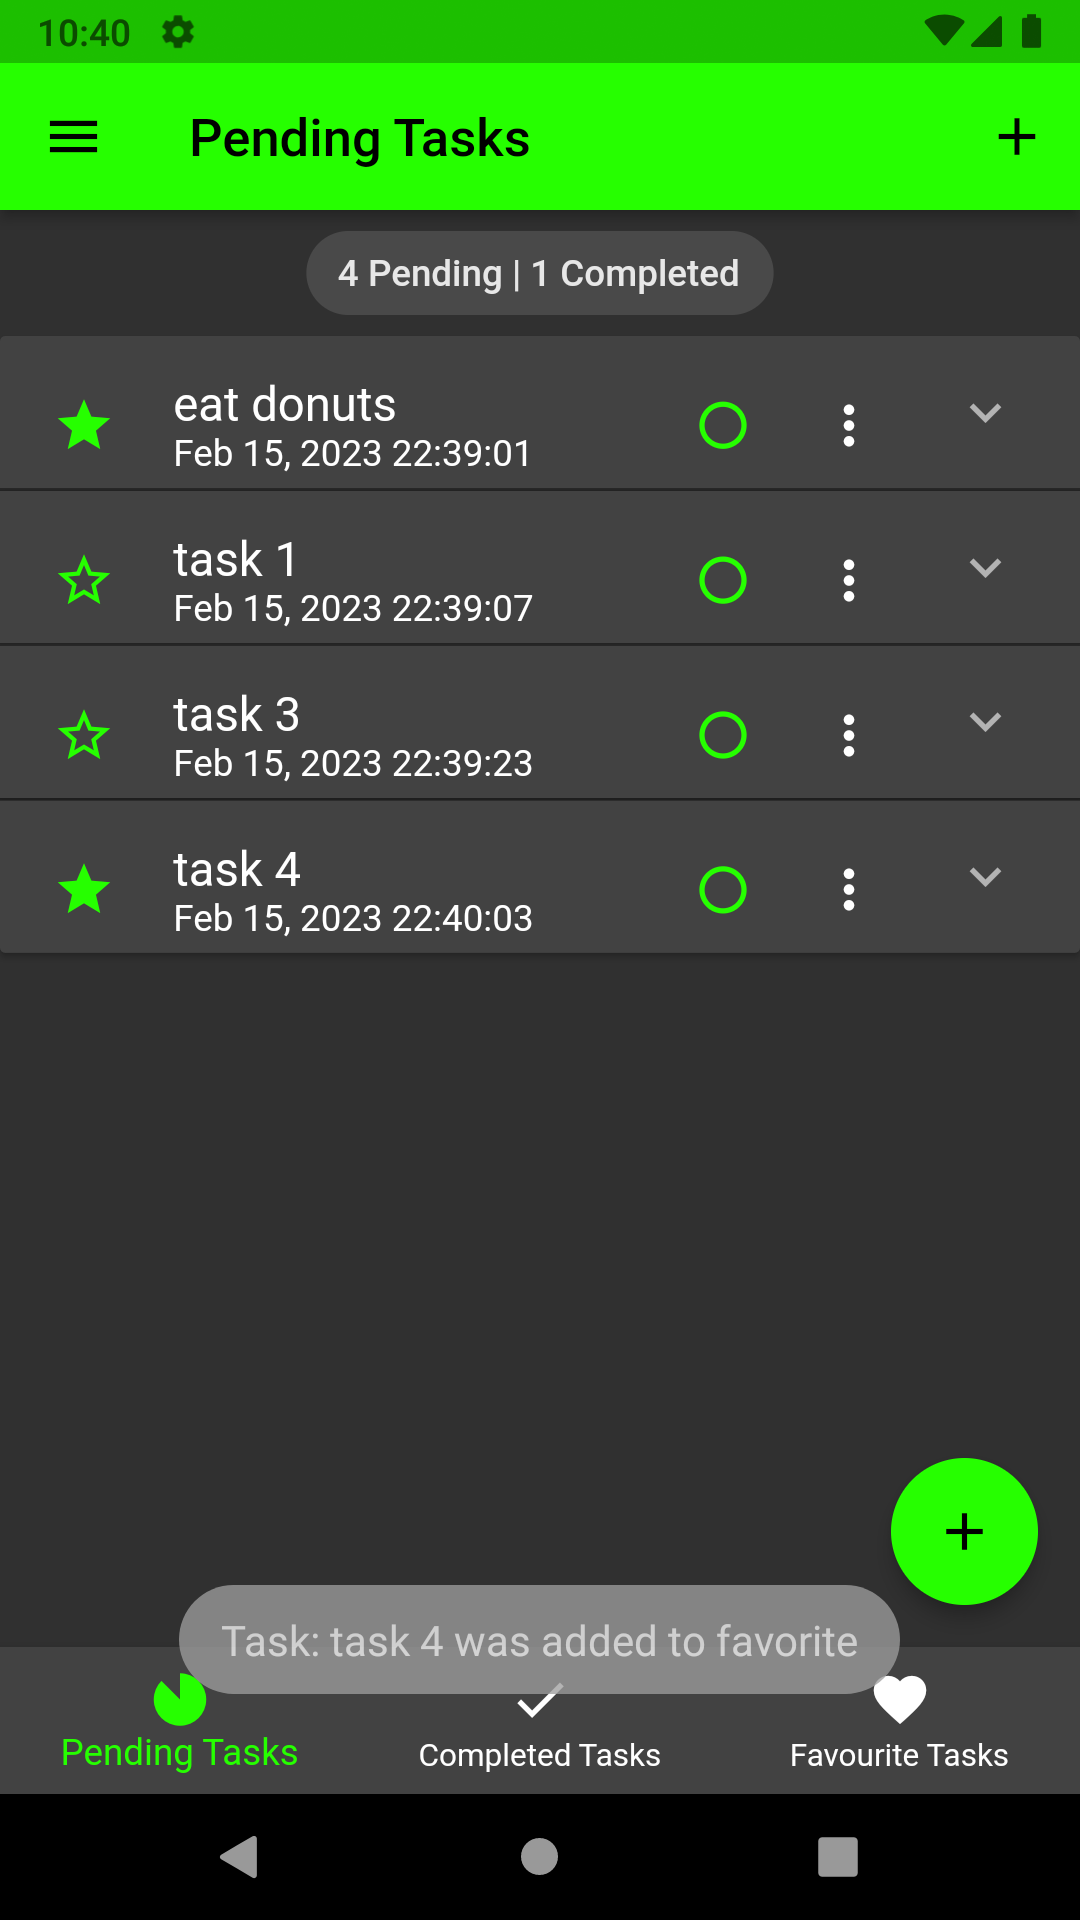 10:40
Pending Tasks
4 Pending | 1 Completed
eat donuts
Feb 15, 2023 22:39:01
task 1
Feb 15, 2023 22:39:07
task 3
Feb 15, 2023 22:39:23
task 4
Feb 15, 2023 22:40:03
Task: task 4 was added to favorite
Pending Tasks
Completed Tasks
Favourite Tasks